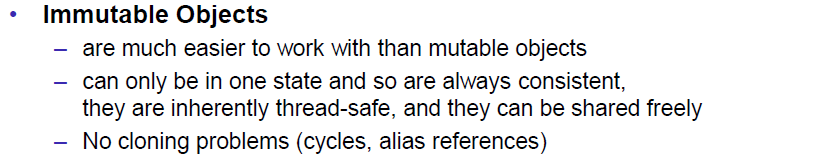 • Immutable Objects
– are much easier to work with than mutable objects
– can only be in one state and so are always consistent,
they are inherently thread-safe, and they can be shared freely
– No cloning problems (cycles, alias references)